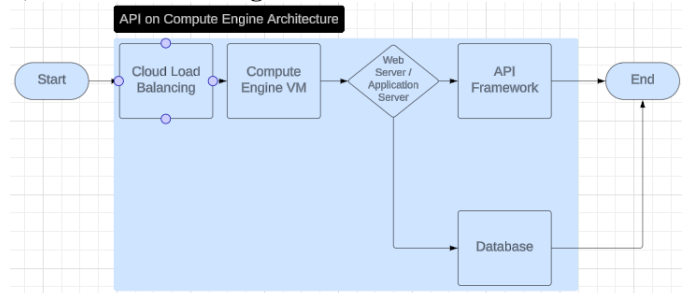 API on Compute Engine Architecture
Start
Cloud Load
Balancing
Compute
Engine VM
Web
Server /
Application
Server
API
Framework
End
Database